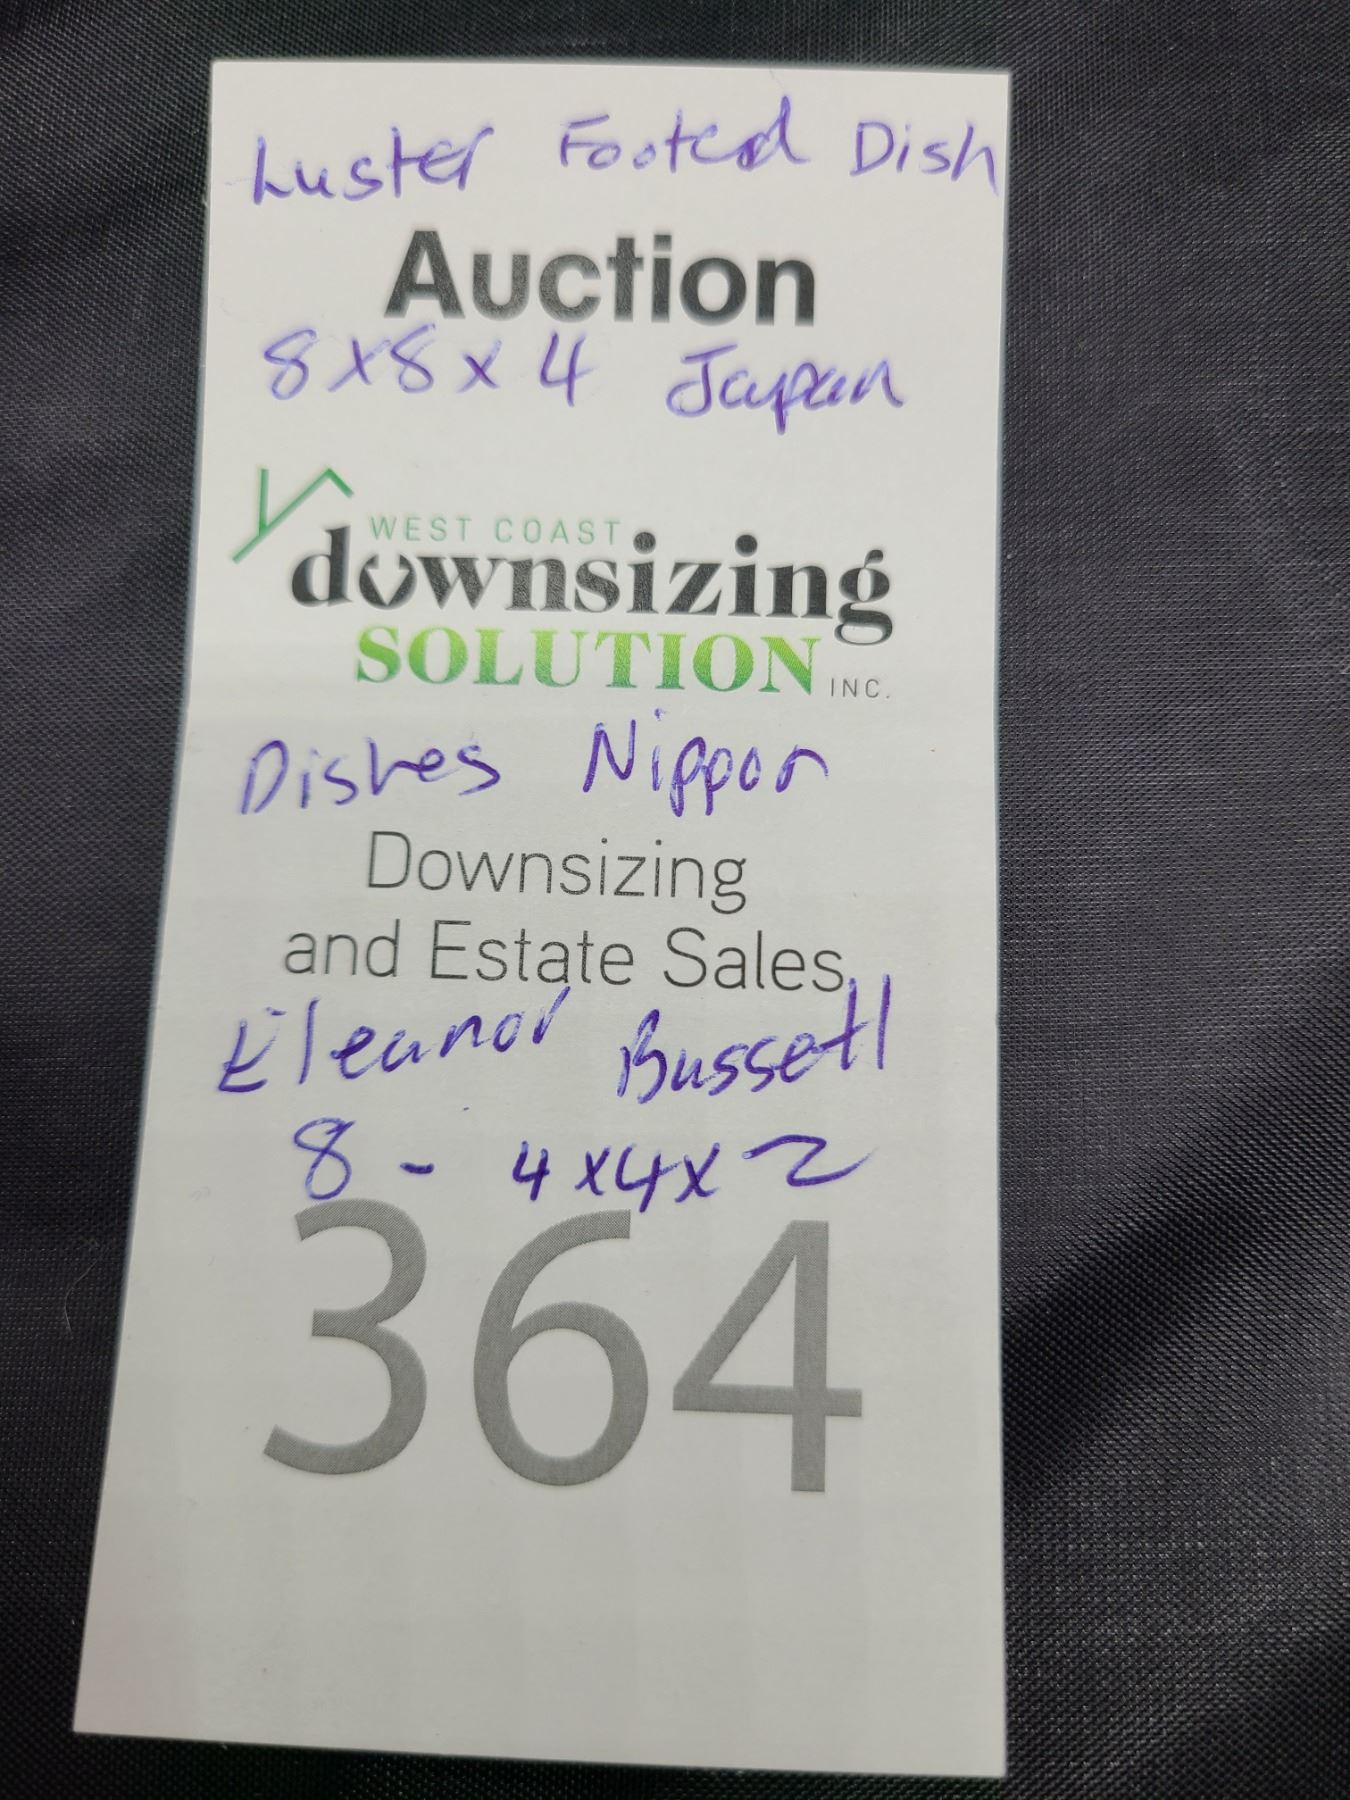 Luster Footed Dish
Auction
8x8x4 Japan
WEST COAST
downsizing
SOLUTION INC.
Dishes Nippon
Downsizing
and Estate Sales
Eleanor Bussell
8 - 4x4x2
364